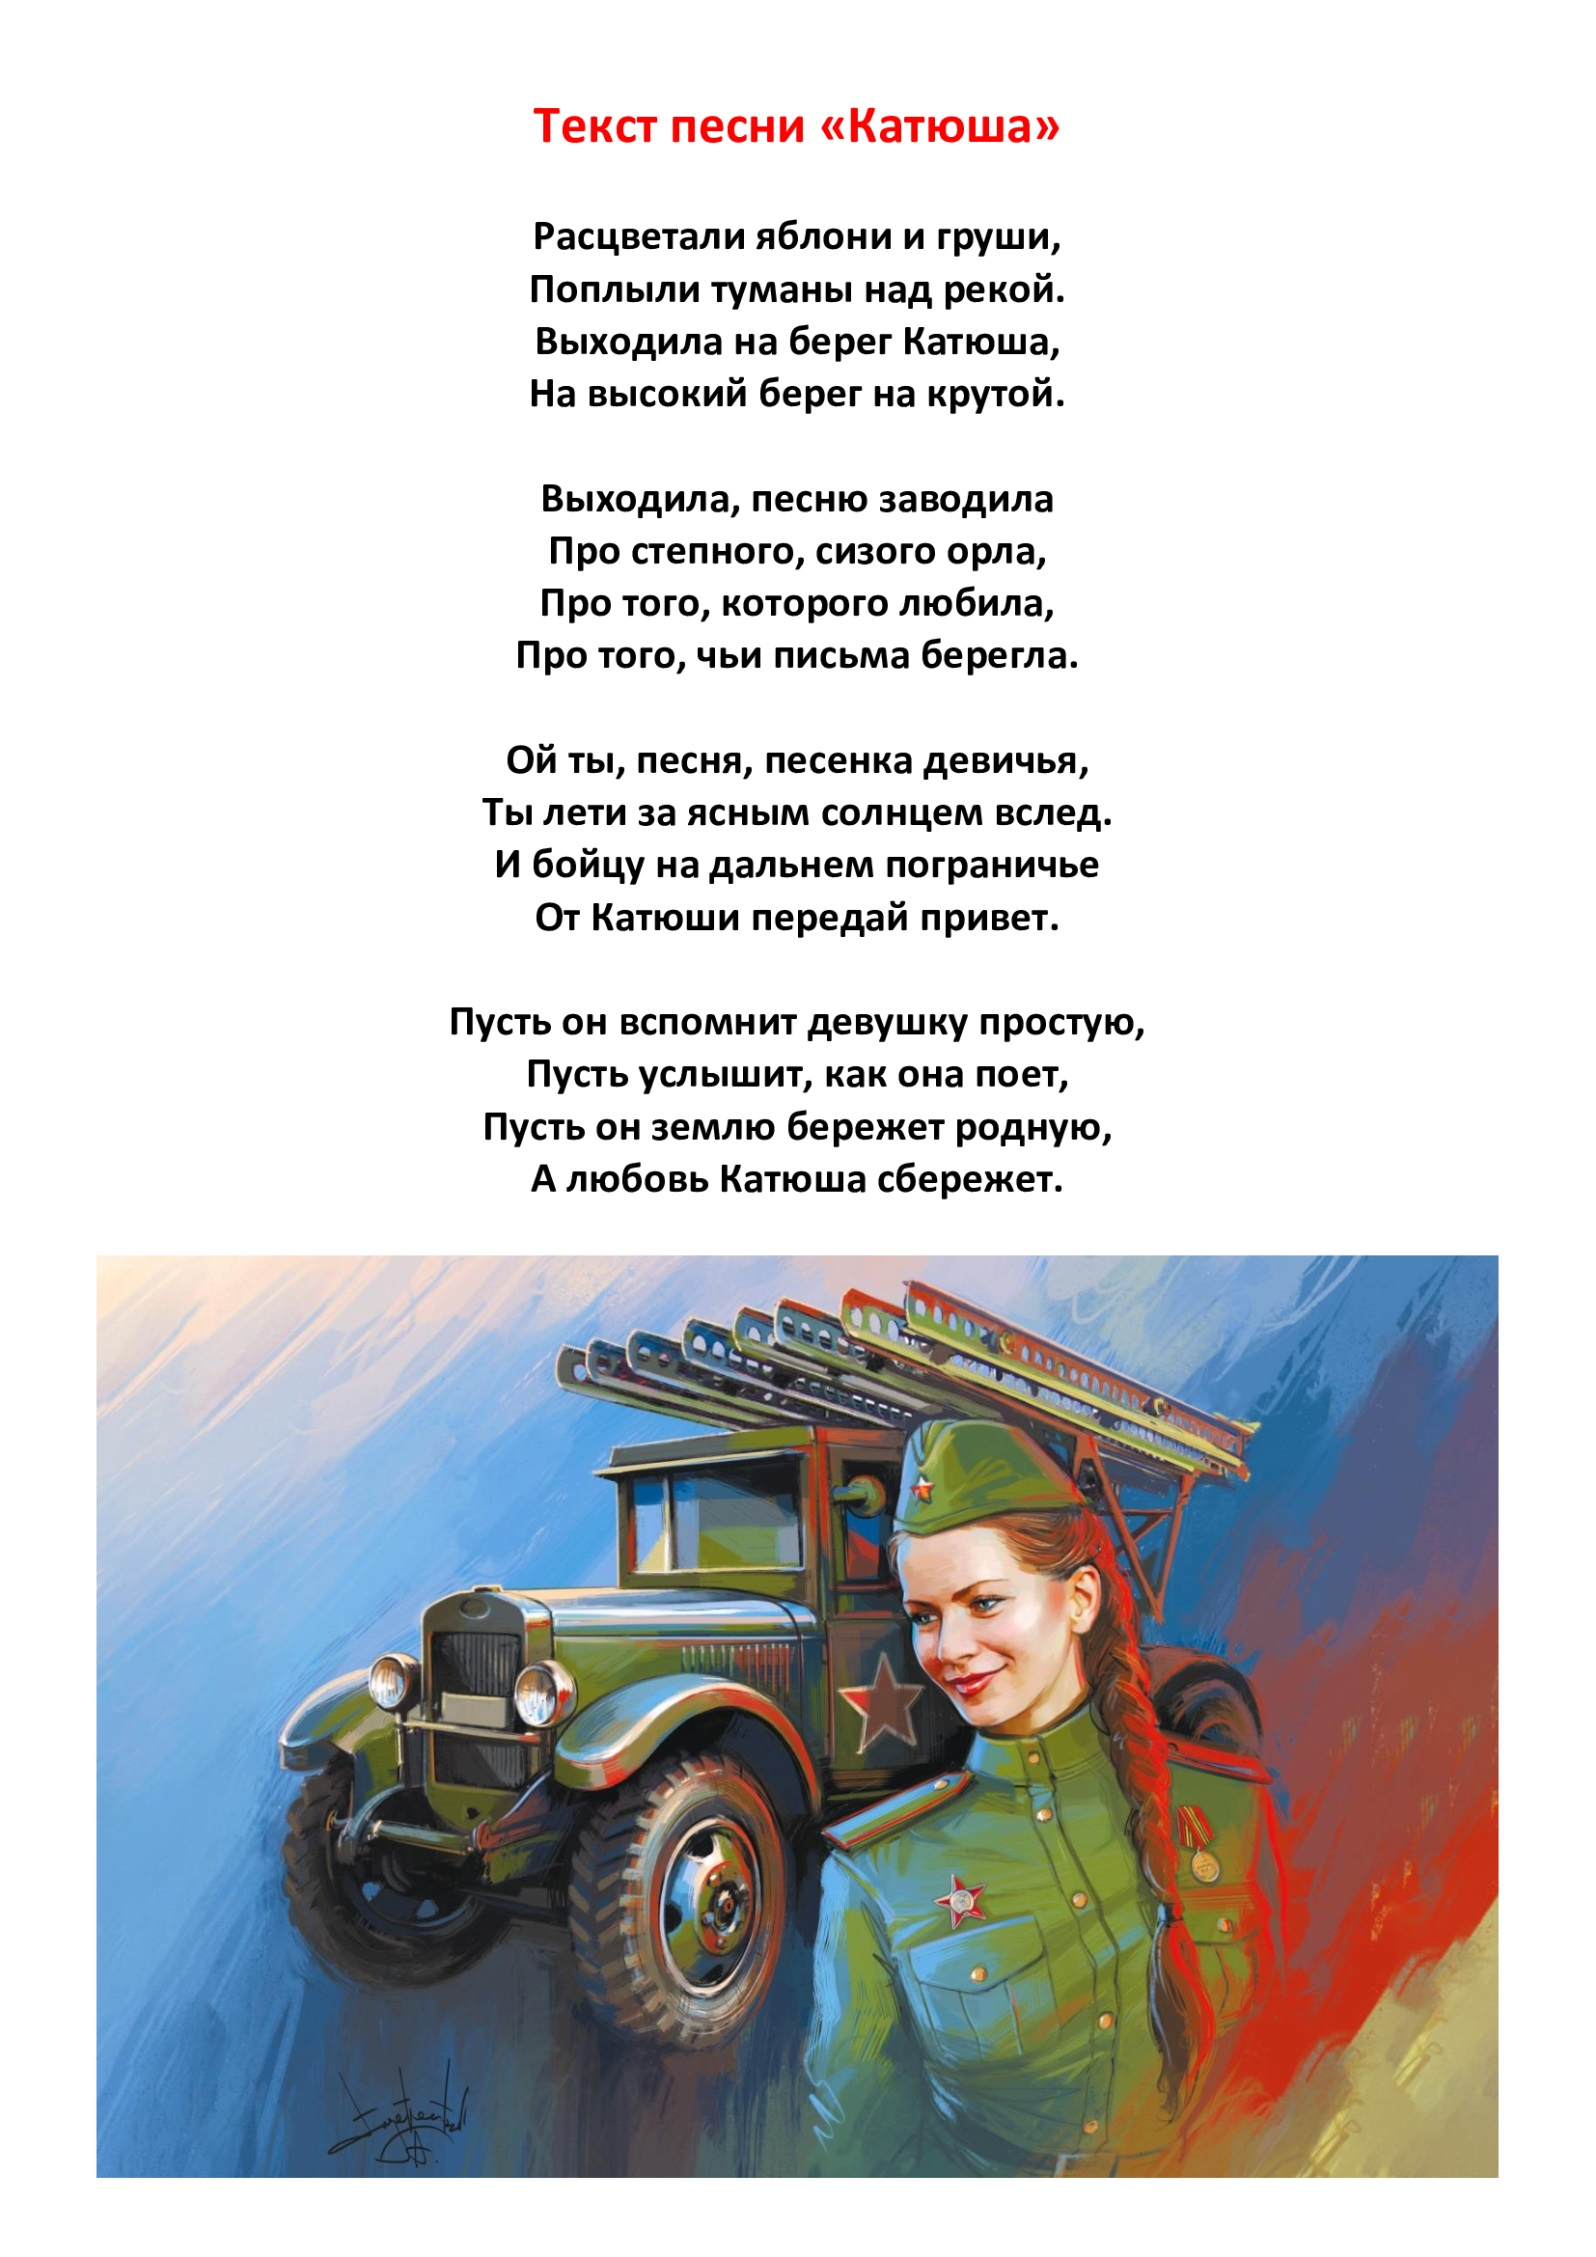 Текст песни «Катюша»
Расцветали яблони и груши,
Поплыли туманы над рекой.
Выходила на берег Катюша,
На высокий берег на крутой.
Выходила, песню заводила
Про степного, сизого орла,
Про того, которого любила,
Про того, чьи письма берегла.
Ой ты, песня, песенка девичья,
Ты лети за ясным солнцем вслед.
И бойцу на дальнем пограничье
От Катюши передай привет.
Пусть он вспомнит девушку простую,
Пусть услышит, как она поет,
Пусть он землю бережет родную,
А любовь Катюша сбережет.